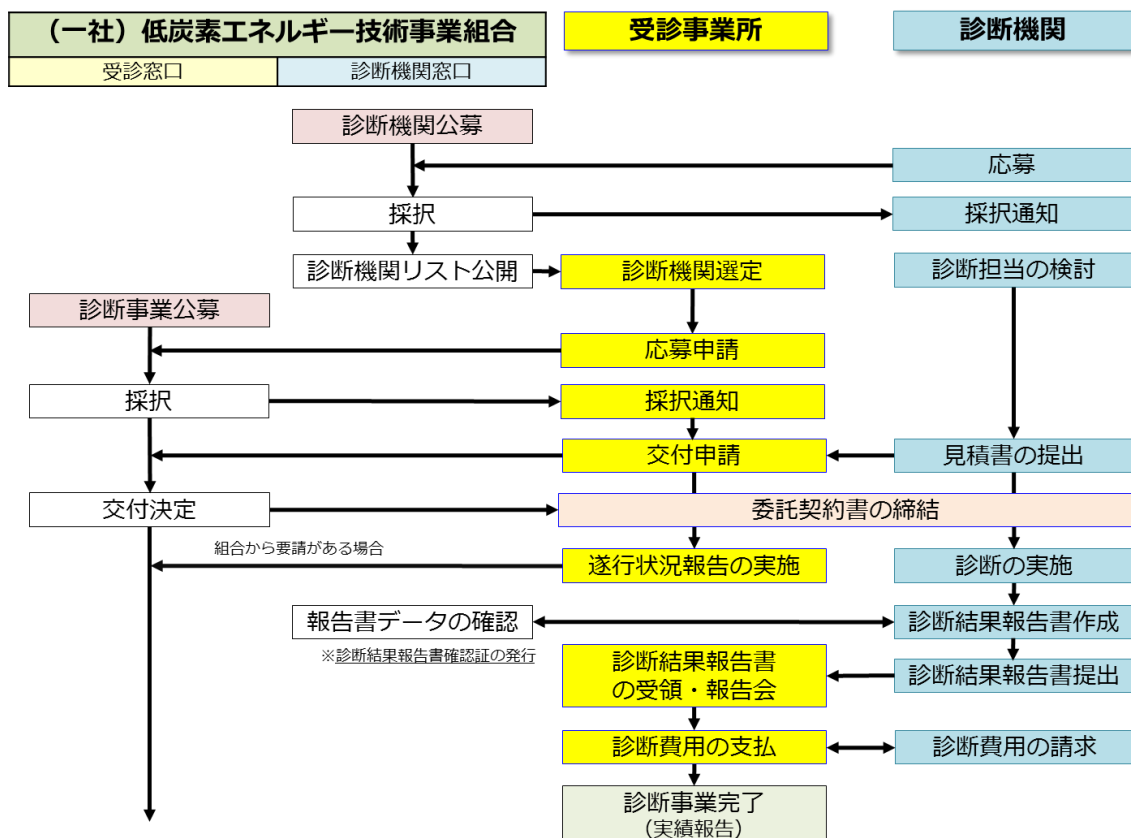 （一社）低炭素エネルギー技術事業組合
受診窓口
診断機関窓口
受診事業所
診断機関
診断機関公募
応募
採択
採択通知
診断機関リスト公開
診断機関選定
診断担当の検討
診断事業公募
応募申請
採択
採択通知
交付申請
見積書の提出
交付決定
委託契約書の締結
組合から要請がある場合
遂行状況報告の実施
診断の実施
報告書データの確認
診断結果報告書作成
※診断結果報告書確認証の発行
診断結果報告書
の受領・報告会
診断結果報告書提出
診断費用の支払
診断費用の請求
診断事業完了
（実績報告）